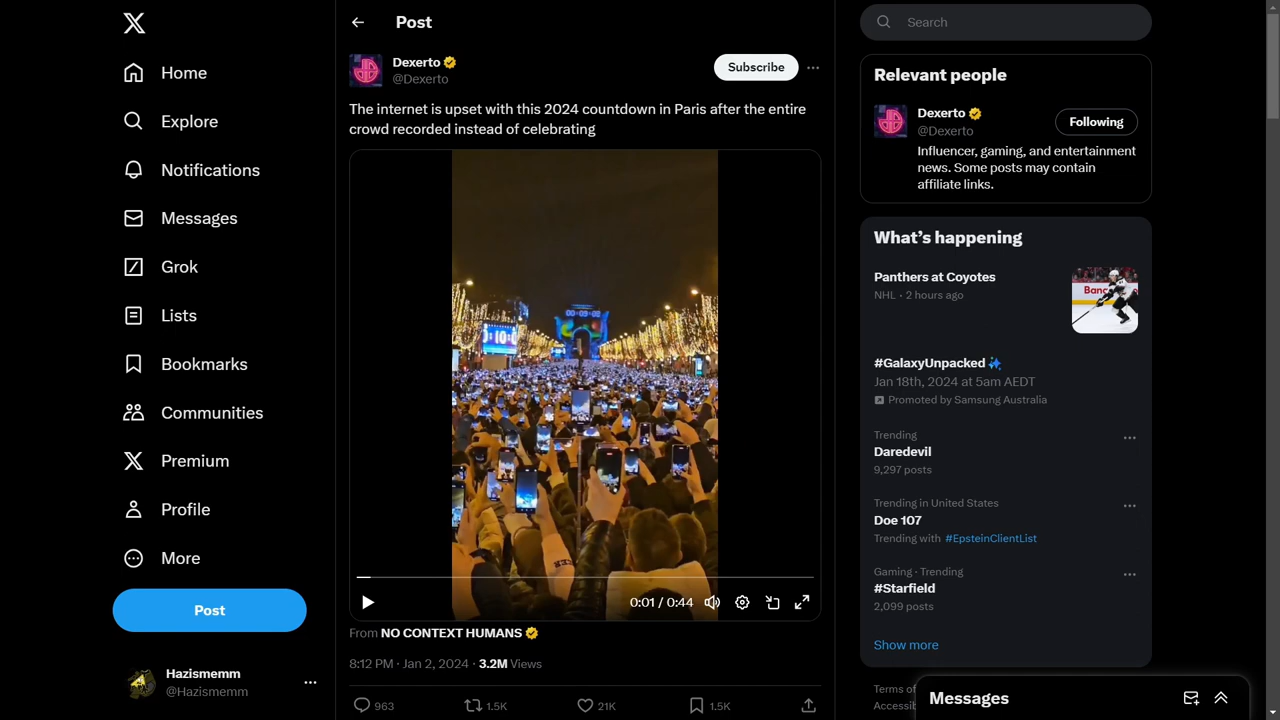 Home
Explore
Notifications
Messages
Grok
Lists
Bookmarks
Communities
Premium
Profile
More
Post
Hazismemm
@Hazismemm
Post
Dexerto
@Dexerto
Subscribe
The internet is upset with this 2024 countdown in Paris after the entire
crowd recorded instead of celebrating
0:01 / 0:44
From NO CONTEXT HUMANS
8:12 PM · Jan 2, 2024 · 3.2M Views
963
1.5K
21K
1.5K
Search
Relevant people
Dexerto
@Dexerto
Following
Influencer, gaming, and entertainment
news. Some posts may contain
affiliate links.
What's happening
Panthers at Coyotes
NHL · 2 hours ago
#GalaxyUnpacked
Jan 18th, 2024 at 5am AEDT
Promoted by Samsung Australia
Trending
Daredevil
9,297 posts
Trending in United States
Doe 107
Trending with #EpsteinClientList
Gaming · Trending
#Starfield
2,099 posts
Show more
Terms of
Messages